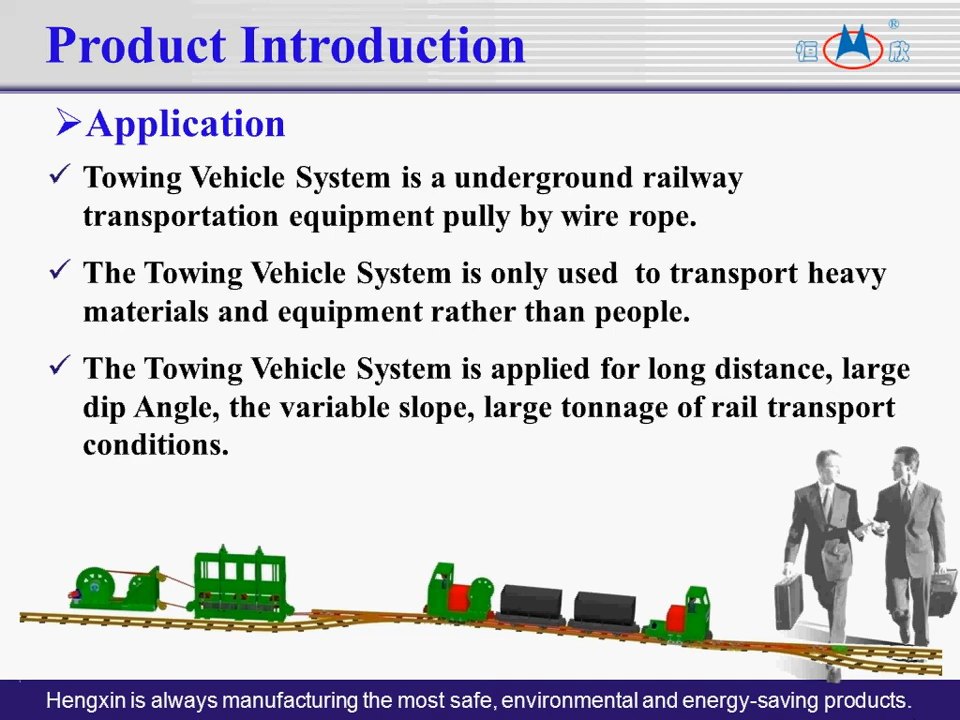 Product Introduction
恒 欣 ®
Application
Towing Vehicle System is a underground railway
transportation equipment pully by wire rope.
The Towing Vehicle System is only used to transport heavy
materials and equipment rather than people.
The Towing Vehicle System is applied for long distance, large
dip Angle, the variable slope, large tonnage of rail transport
conditions.
Hengxin is always manufacturing the most safe, environmental and energy-saving products.